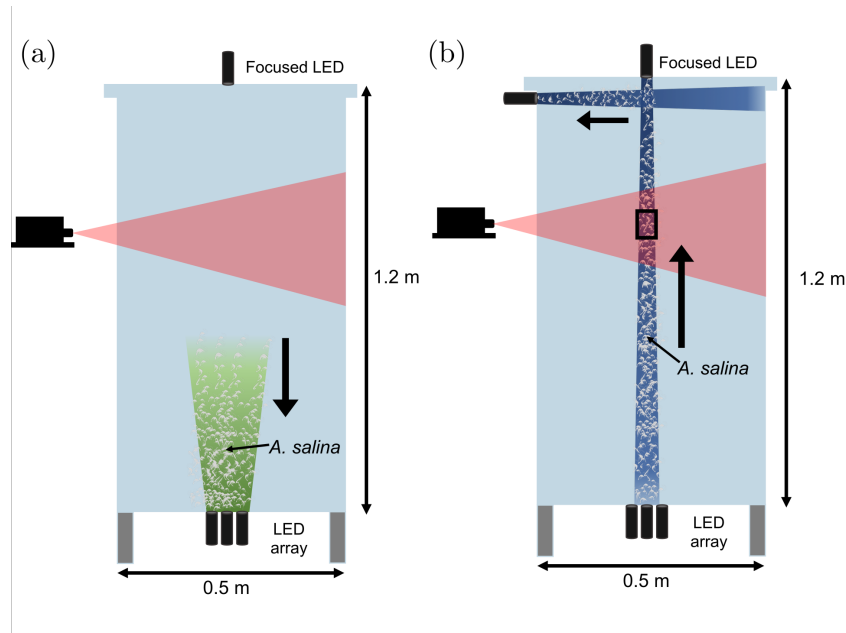 (a)
Focused LED
1.2 m
A. salina
LED
array
0.5 m
(b)
Focused LED
1.2 m
A. salina
LED
array
0.5 m